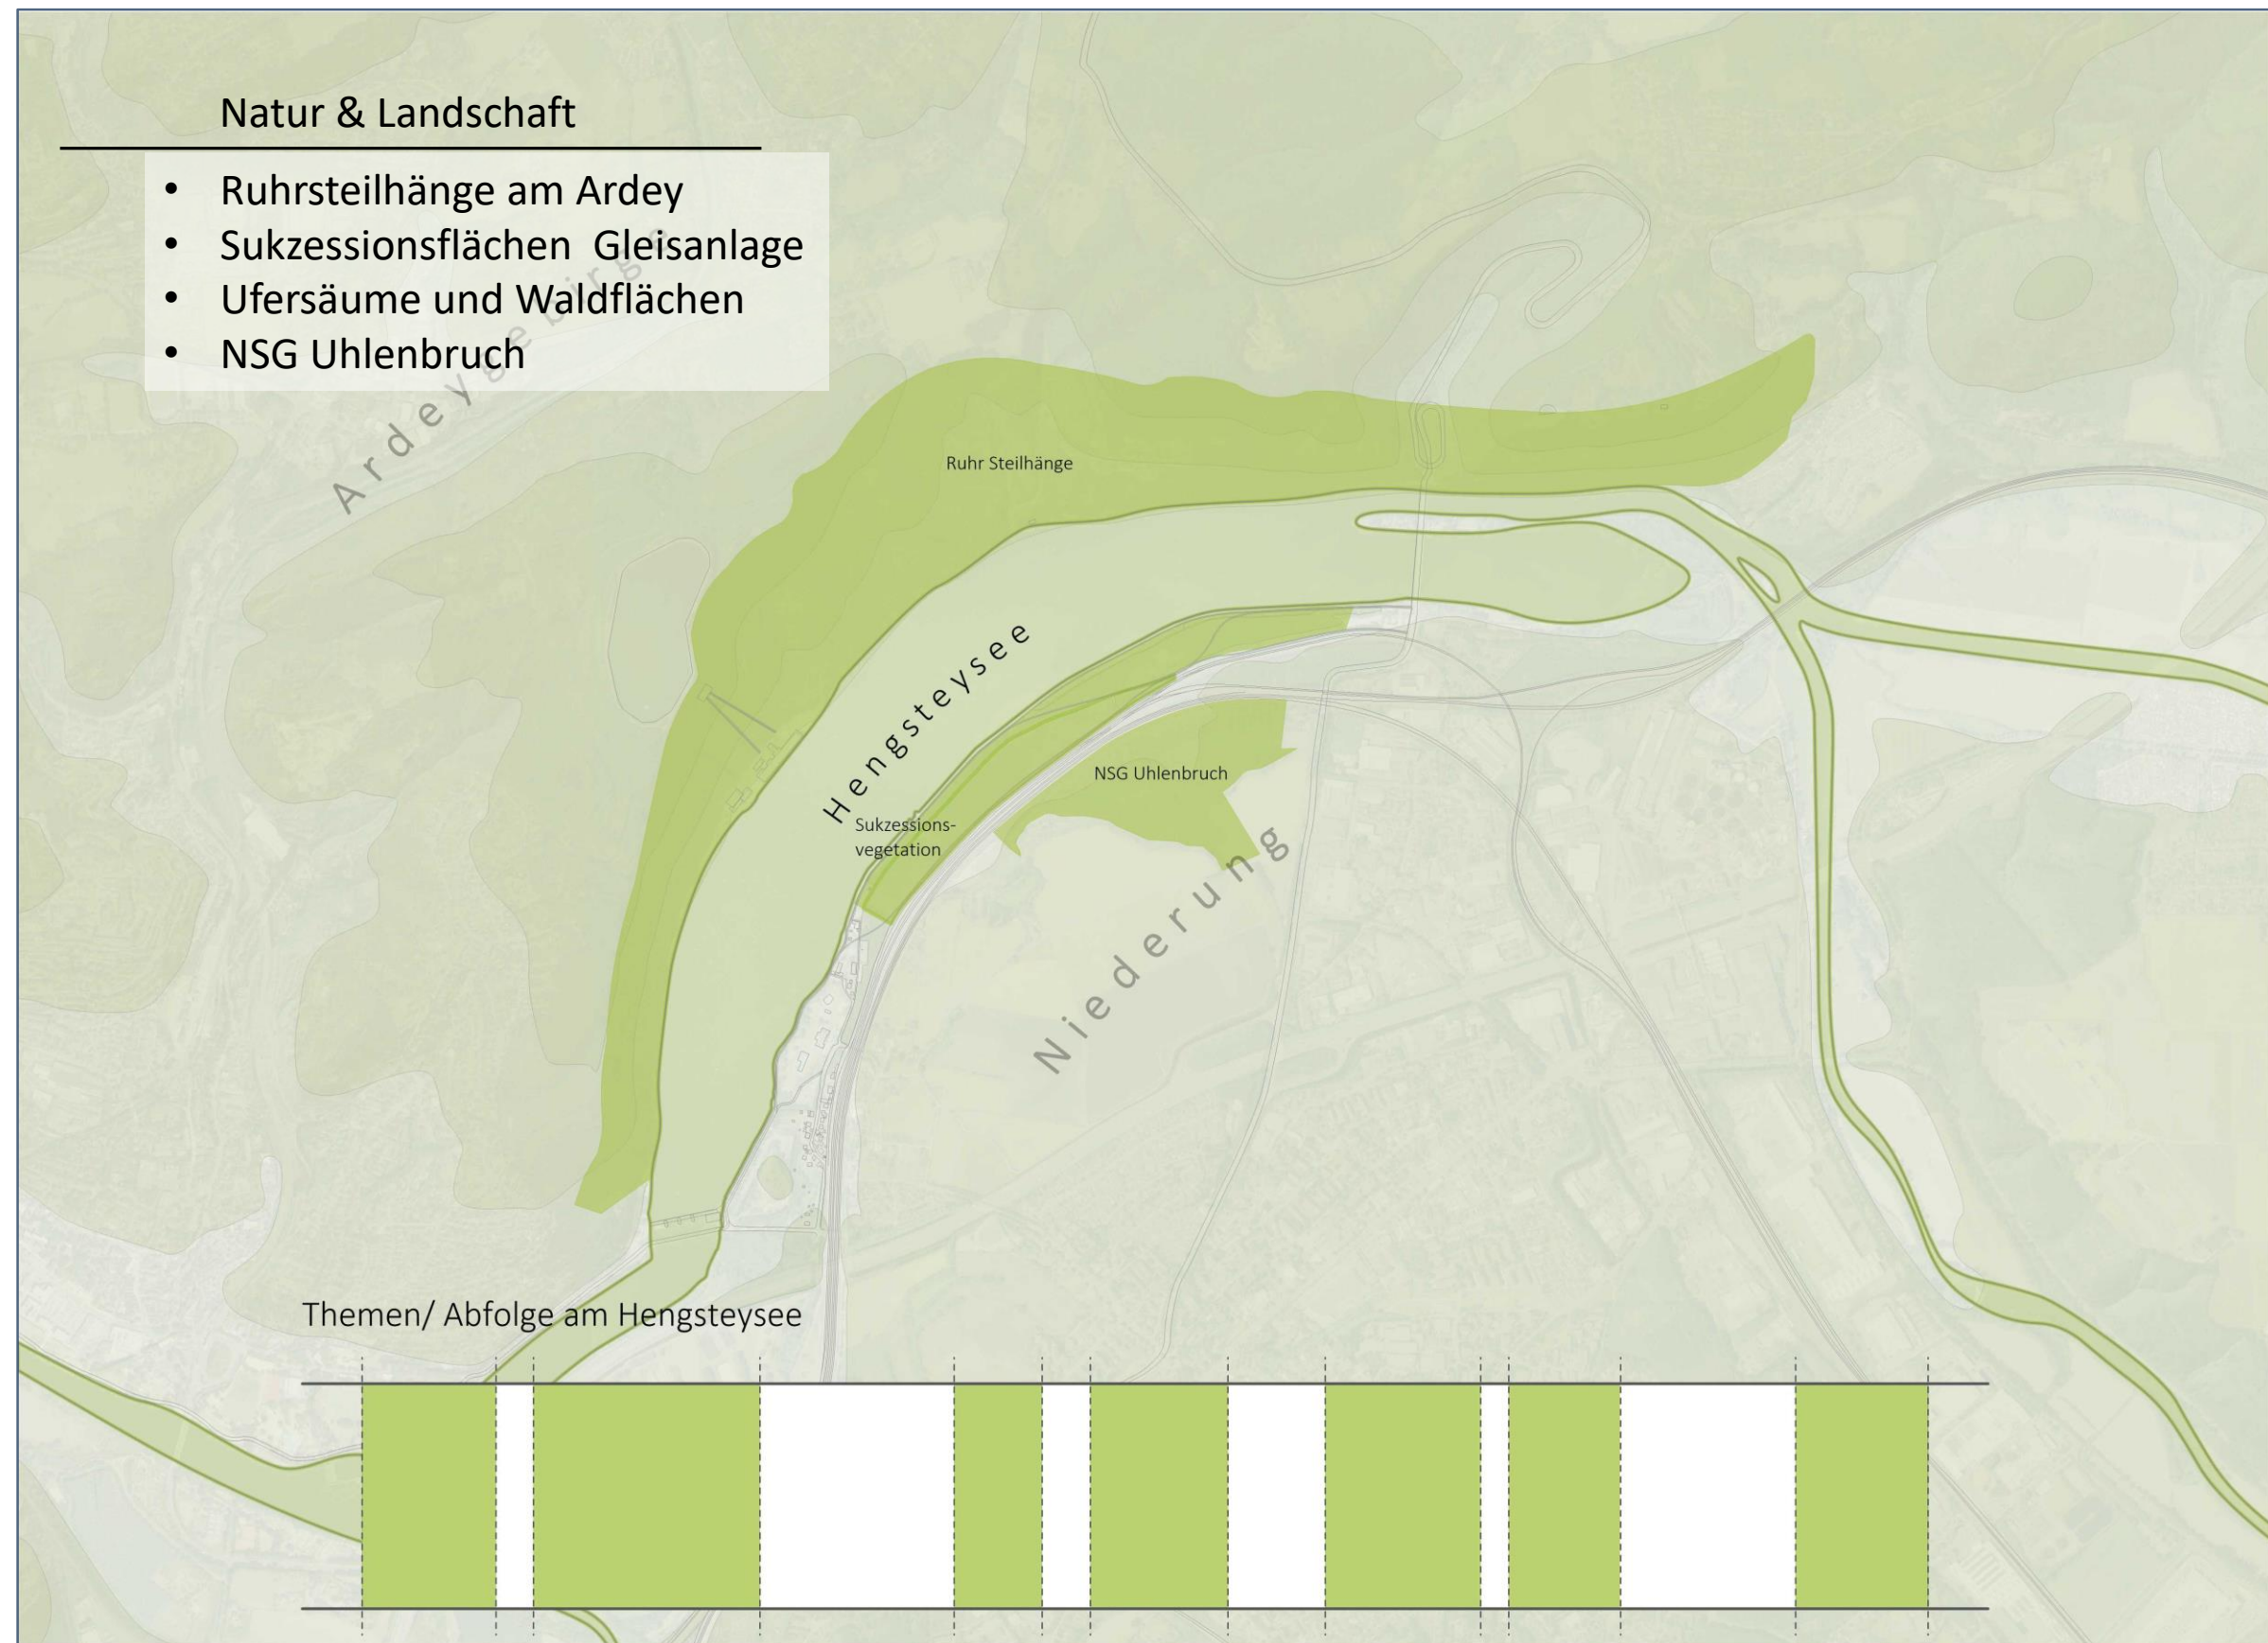 Natur & Landschaft
• Ruhrsteilhänge am Ardey
• Sukzessionsflächen Gleisanlage
• Ufersäume und Waldflächen
• NSG Uhlenbruch
Ardeygebirge
Ruhr Steilhänge
Hengsteysee
NSG Uhlenbruch
Sukzessions-
vegetation
Niederung
Themen/ Abfolge am Hengsteysee